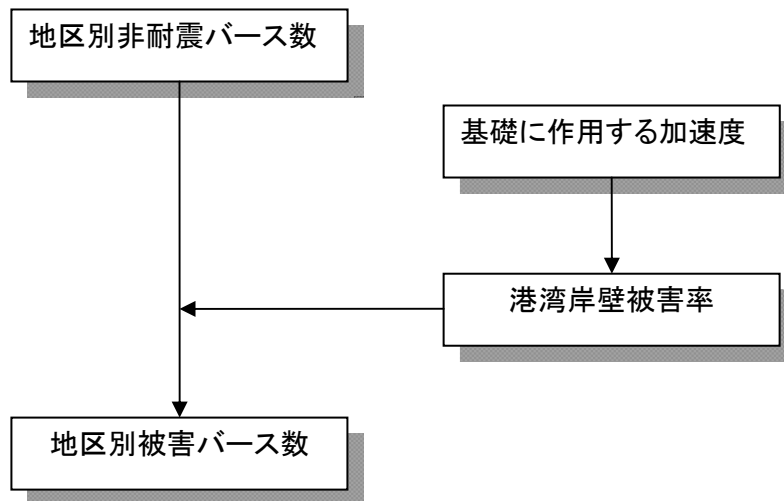 地区別非耐震バース数
基礎に作用する加速度
港湾岸壁被害率
地区別被害バース数